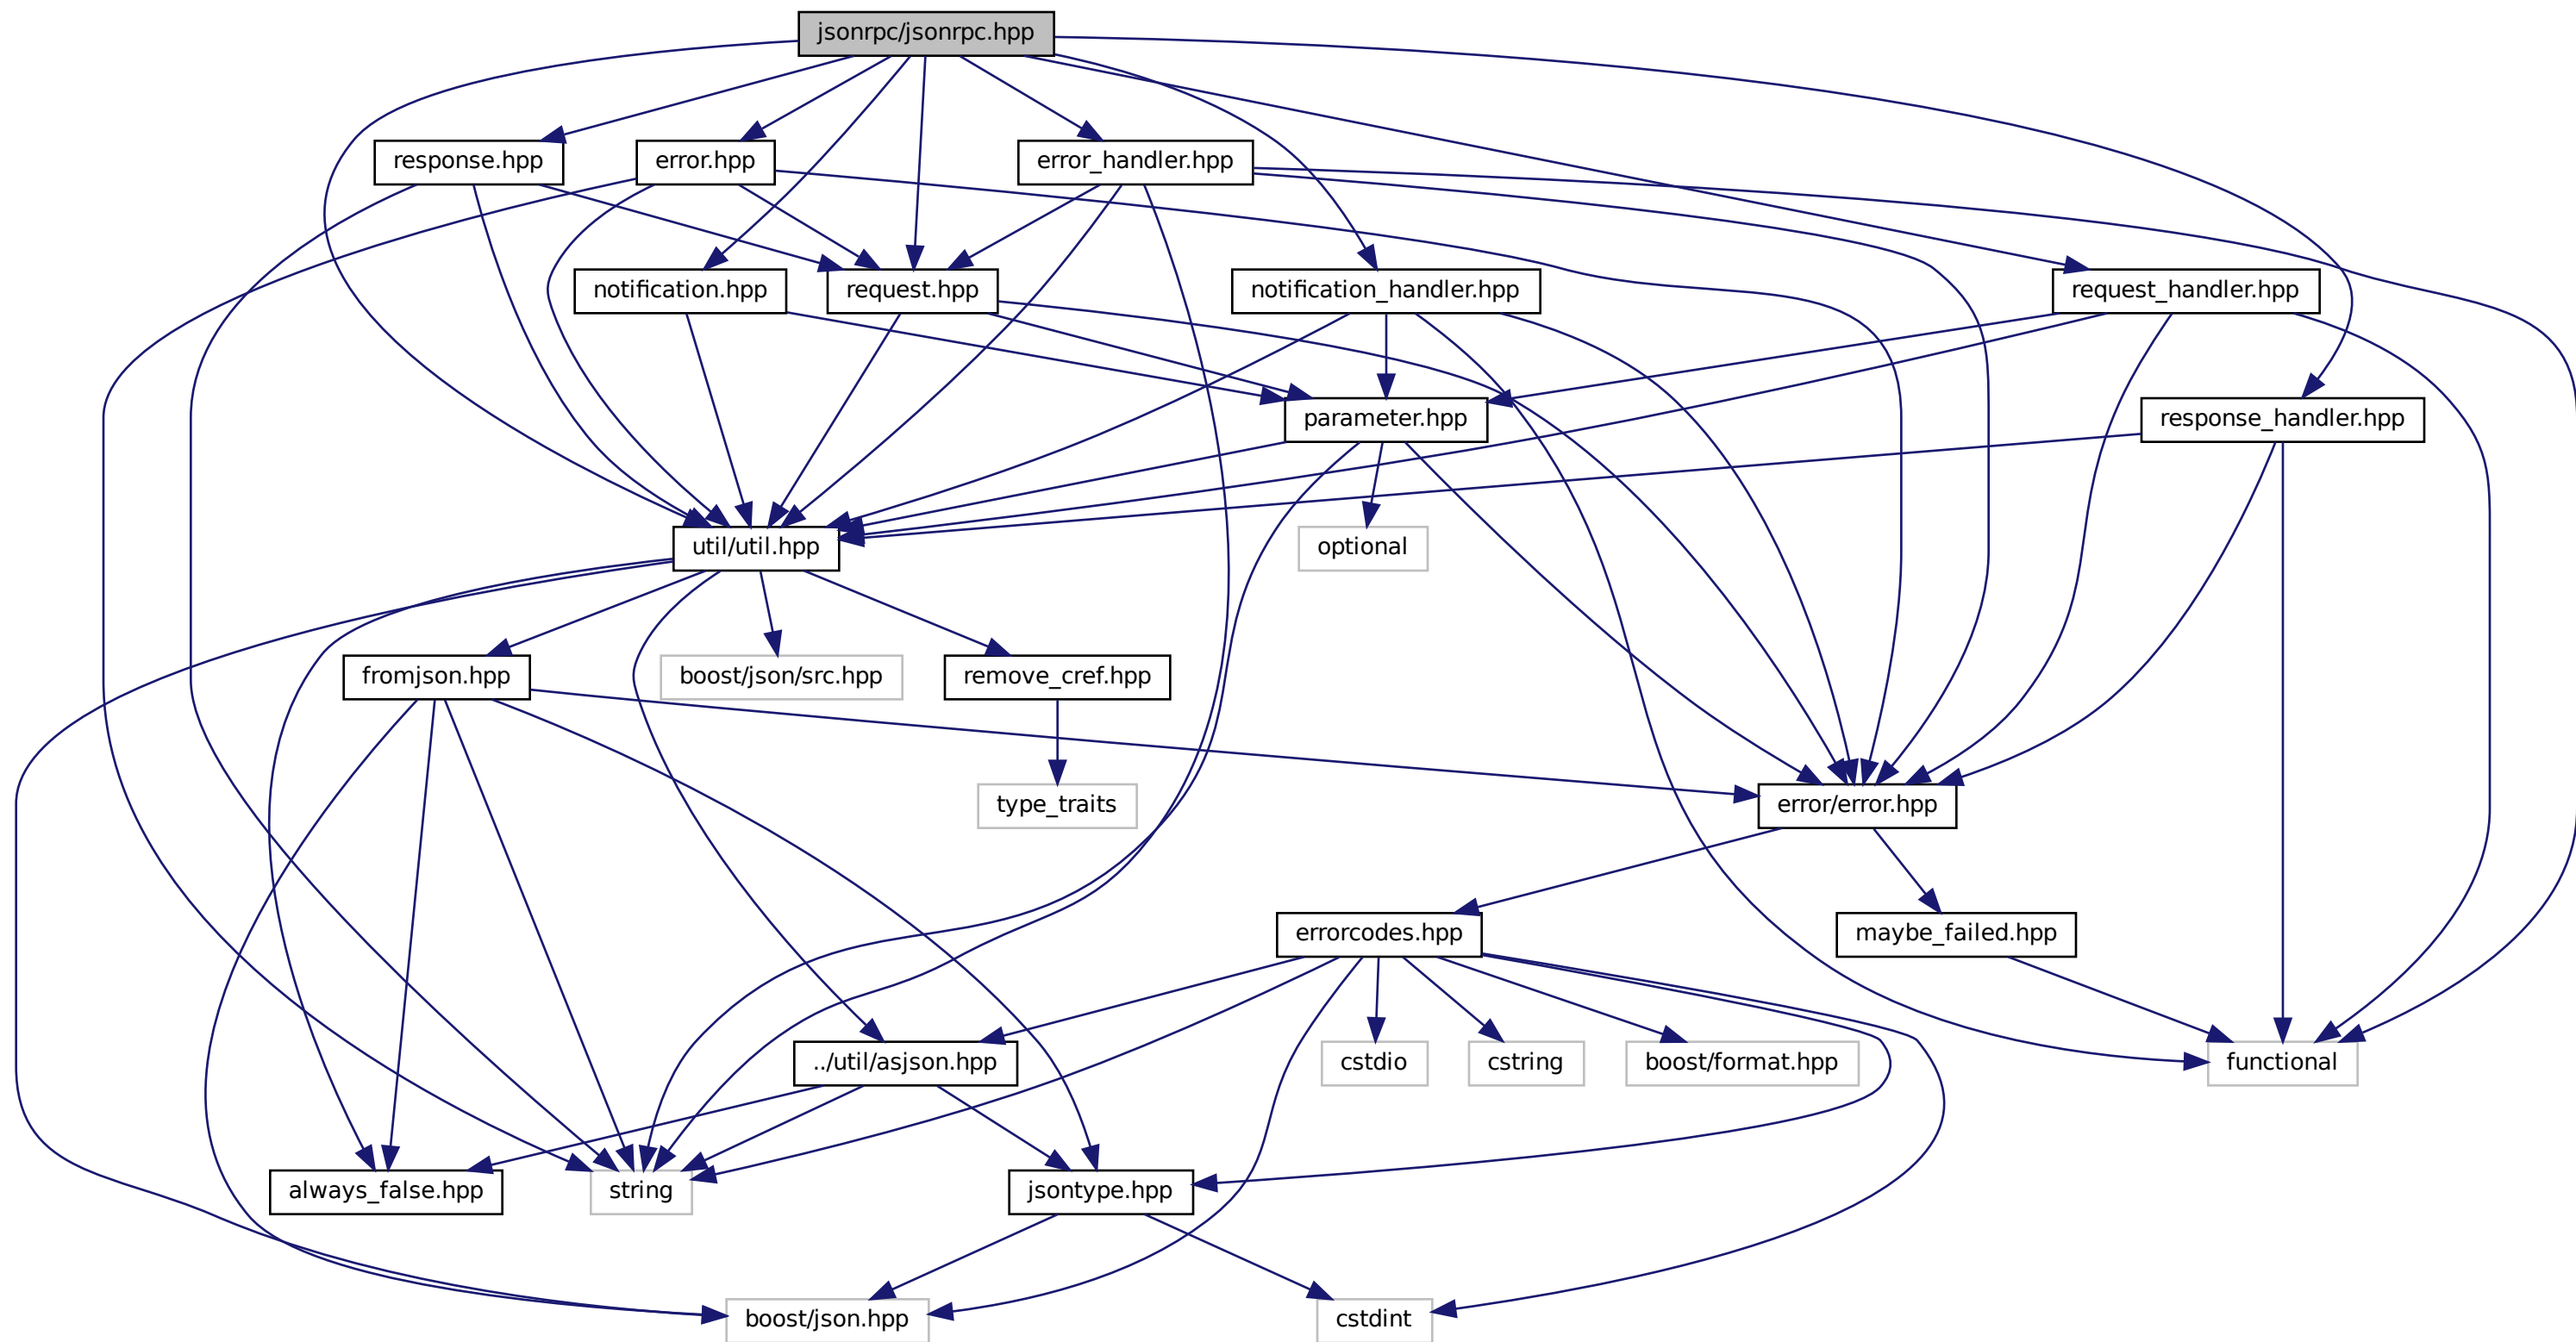 jsonrpc/jsonrpc.hpp
response.hpp
error.hpp
error_handler.hpp
notification.hpp
request.hpp
notification_handler.hpp
request_handler.hpp
parameter.hpp
response_handler.hpp
util/util.hpp
optional
fromjson.hpp
boost/json/src.hpp
remove_cref.hpp
type_traits
error/error.hpp
errorcodes.hpp
maybe_failed.hpp
../util/asjson.hpp
cstdio
cstring
boost/format.hpp
functional
always_false.hpp
string
jsontype.hpp
boost/json.hpp
cstdint